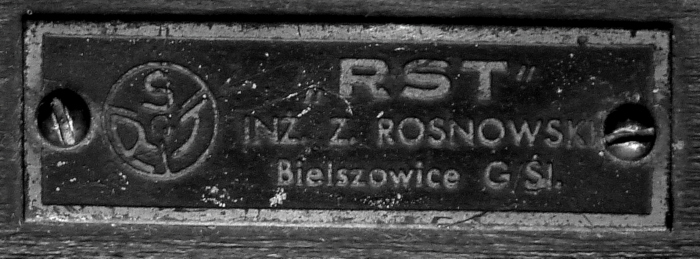 „RST"
INŻ. Z. ROSNOWSKI
Bielszowice G/Śl.